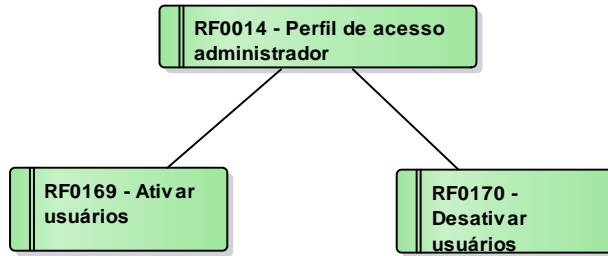 RF0014 - Perfil de acesso
administrador
RF0169 - Ativar
usuários
RF0170 -
Desativar
usuários